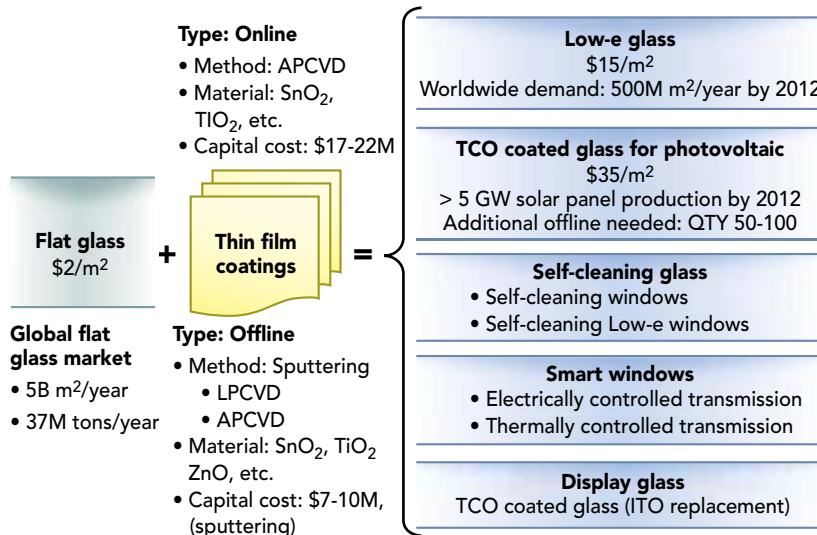 Type: Online
• Method: APCVD
• Material: SnO2,
TIO2, etc.
• Capital cost: $17-22M
Flat glass
$2/m2
+
Thin film
coatings
=
Global flat
glass market
• 5B m2/year
• 37M tons/year
Type: Offline
• Method: Sputtering
• LPCVD
• APCVD
• Material: SnO2, TiO2
ZnO, etc.
• Capital cost: $7-10M,
(sputtering)
Low-e glass
$15/m2
Worldwide demand: 500M m2/year by 2012
TCO coated glass for photovoltaic
$35/m2
> 5 GW solar panel production by 2012
Additional offline needed: QTY 50-100
Self-cleaning glass
• Self-cleaning windows
• Self-cleaning Low-e windows
Smart windows
• Electrically controlled transmission
• Thermally controlled transmission
Display glass
TCO coated glass (ITO replacement)